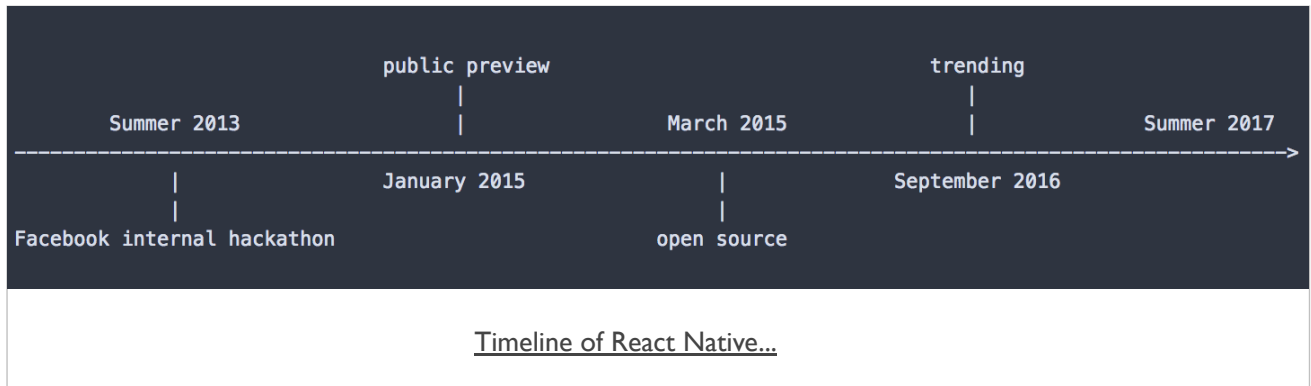 public preview trending
Summer 2013 March 2015 Summer 2017
January 2015 September 2016
Facebook internal hackathon open source
Timeline of React Native...